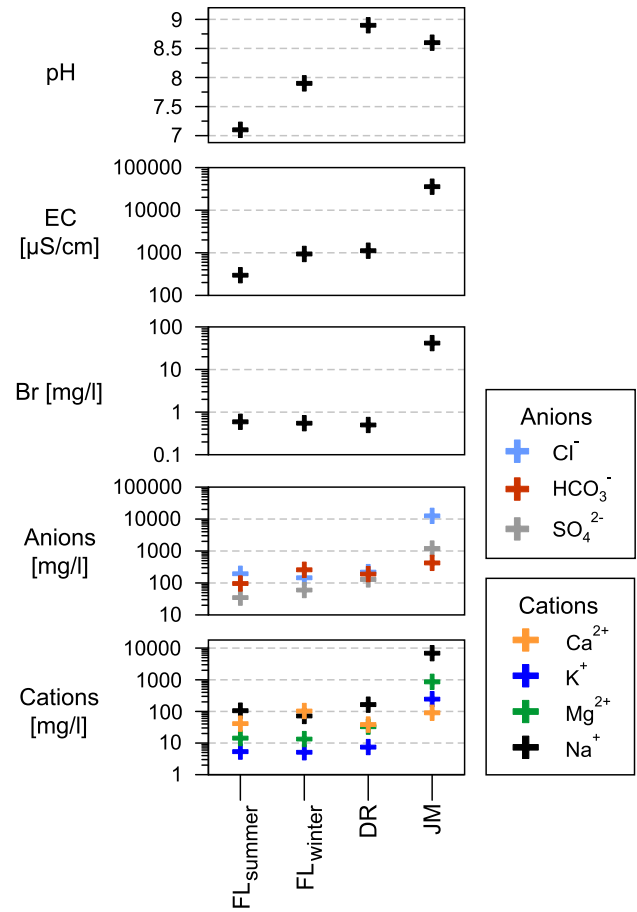 pH
9
8.5
8
7.5
7
EC
[µS/cm]
100000
10000
1000
100
Br [mg/l]
100
10
1
0.1
Anions
[mg/l]
100000
10000
1000
100
10
Cations
[mg/l]
10000
1000
100
10
1
FLsummer
FLwinter
DR
JM
Anions
Cl⁻
HCO₃⁻
SO₄²⁻
Cations
Ca²⁺
K⁺
Mg²⁺
Na⁺